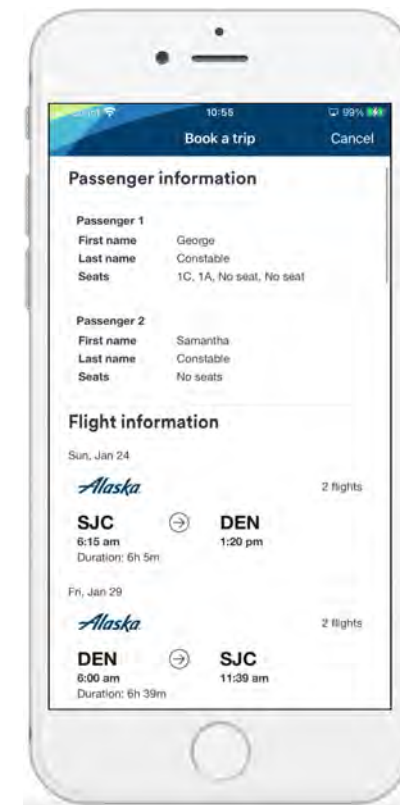 10:55 99%
Book a trip Cancel
Passenger information
Passenger 1
First name George
Last name Constable
Seats 1C, 1A, No seat, No seat
Passenger 2
First name Samantha
Last name Constable
Seats No seats
Flight information
Sun, Jan 24
Alaska 2 flights
SJC DEN
6:15 am 1:20 pm
Duration: 6h 5m
Fri, Jan 29
Alaska 2 flights
DEN SJC
6:00 am 11:39 am
Duration: 6h 39m